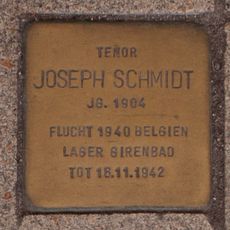 TENOR
JOSEPH SCHMIDT
JG. 1904
FLUCHT 1940 BELGIEN
LAGER GIRENBAD
TOT 16.11.1942